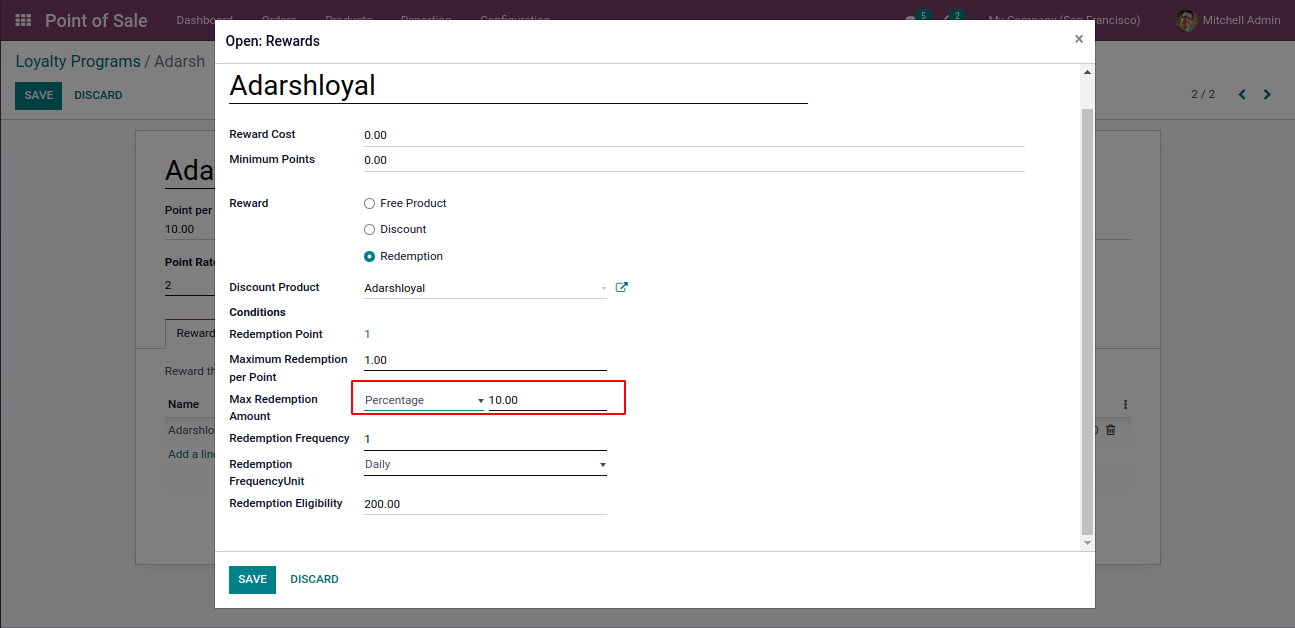 Point of Sale Dashboard Orders Products Reporting Configuration 5 2 My Company (San Francisco) Mitchell Admin
Open: Rewards ×
Loyalty Programs / Adarsh
SAVE DISCARD
2 / 2
Adarshloyal
Reward Cost 0.00
Minimum Points 0.00
Ada
Reward Free Product
Point per
10.00
Discount
Redemption
Point Rate
2
Discount Product Adarshloyal
Conditions
Redemption Point 1
Reward
Maximum Redemption
per Point 1.00
Reward th
Max Redemption
Amount Percentage 10.00
Name
Adarshlo
Redemption Frequency 1
Add a line
Redemption
FrequencyUnit Daily
Redemption Eligibility 200.00
SAVE DISCARD